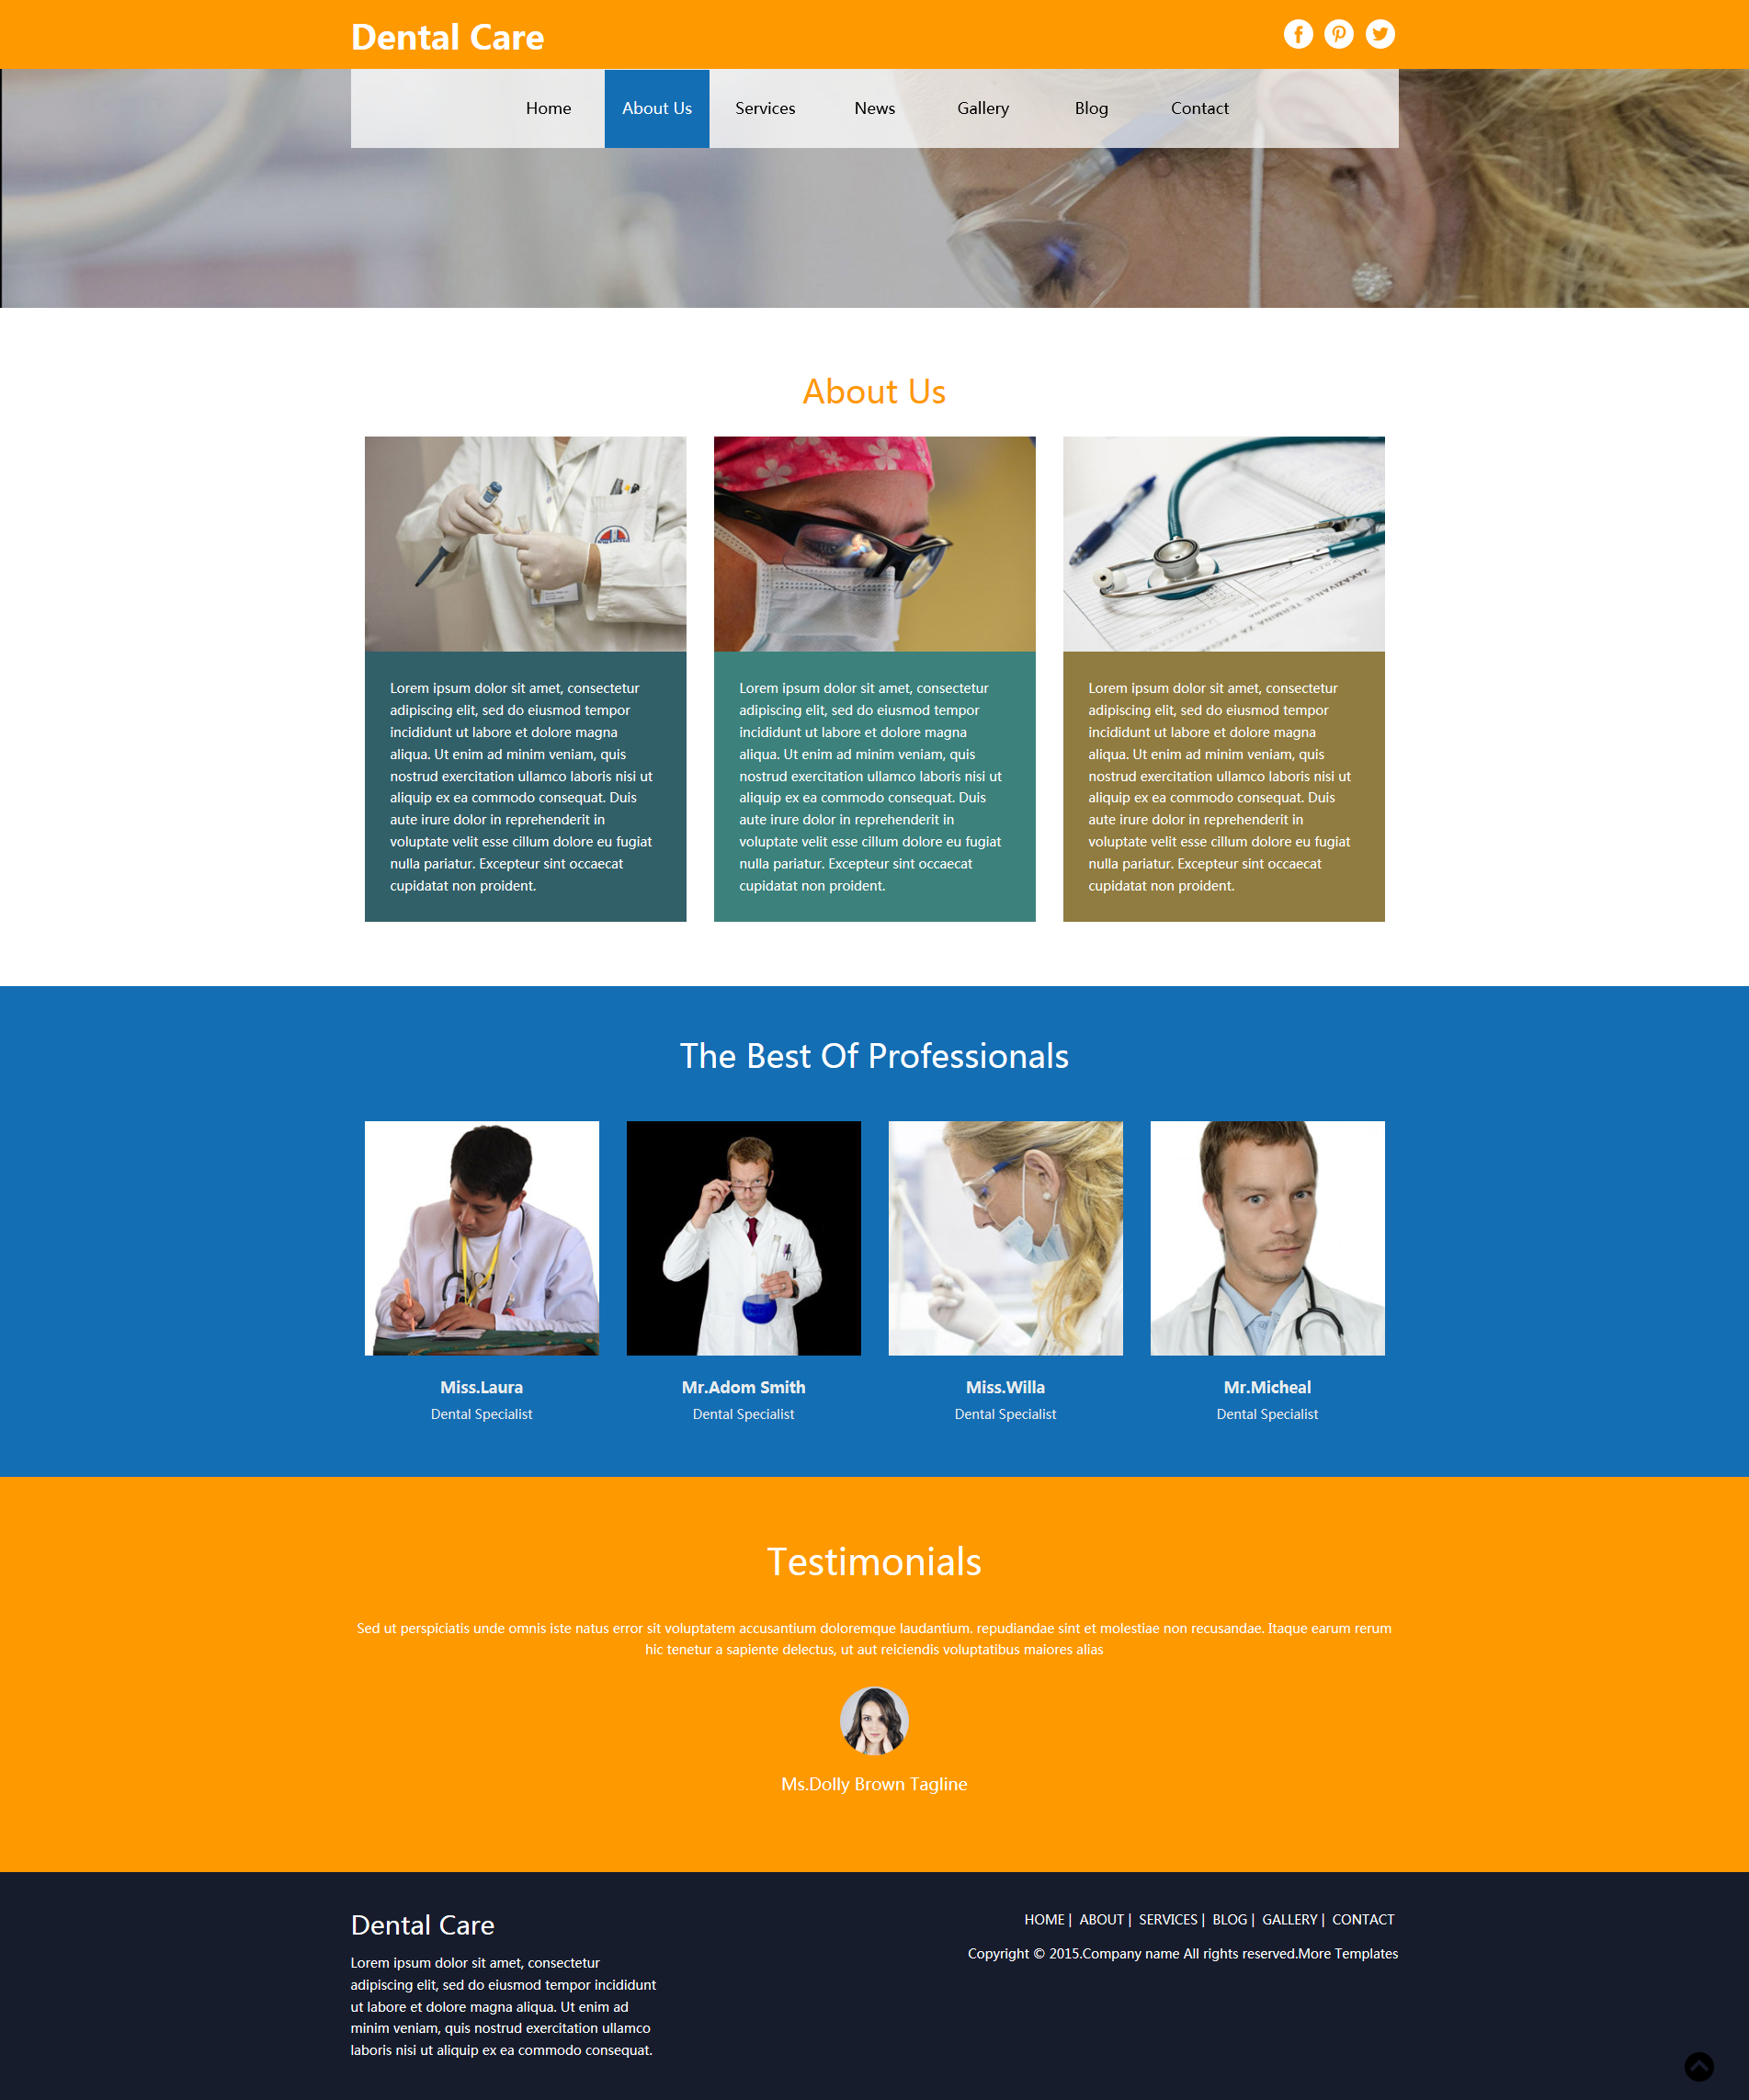 Dental Care
Home About Us Services News Gallery Blog Contact
About Us
Lorem ipsum dolor sit amet, consectetur
adipiscing elit, sed do eiusmod tempor
incididunt ut labore et dolore magna
aliqua. Ut enim ad minim veniam, quis
nostrud exercitation ullamco laboris nisi ut
aliquip ex ea commodo consequat. Duis
aute irure dolor in reprehenderit in
voluptate velit esse cillum dolore eu fugiat
nulla pariatur. Excepteur sint occaecat
cupidatat non proident.
Lorem ipsum dolor sit amet, consectetur
adipiscing elit, sed do eiusmod tempor
incididunt ut labore et dolore magna
aliqua. Ut enim ad minim veniam, quis
nostrud exercitation ullamco laboris nisi ut
aliquip ex ea commodo consequat. Duis
aute irure dolor in reprehenderit in
voluptate velit esse cillum dolore eu fugiat
nulla pariatur. Excepteur sint occaecat
cupidatat non proident.
ZAKAZIVANJE TERMINA ZA
Lorem ipsum dolor sit amet, consectetur
adipiscing elit, sed do eiusmod tempor
incididunt ut labore et dolore magna
aliqua. Ut enim ad minim veniam, quis
nostrud exercitation ullamco laboris nisi ut
aliquip ex ea commodo consequat. Duis
aute irure dolor in reprehenderit in
voluptate velit esse cillum dolore eu fugiat
nulla pariatur. Excepteur sint occaecat
cupidatat non proident.
The Best Of Professionals
Miss.Laura
Dental Specialist
Mr.Adom Smith
Dental Specialist
Miss.Willa
Dental Specialist
Mr.Micheal
Dental Specialist
Testimonials
Sed ut perspiciatis unde omnis iste natus error sit voluptatem accusantium doloremque laudantium. repudiandae sint et molestiae non recusandae. Itaque earum rerum
hic tenetur a sapiente delectus, ut aut reiciendis voluptatibus maiores alias
Ms.Dolly Brown Tagline
Dental Care
Lorem ipsum dolor sit amet, consectetur
adipiscing elit, sed do eiusmod tempor incididunt
ut labore et dolore magna aliqua. Ut enim ad
minim veniam, quis nostrud exercitation ullamco
laboris nisi ut aliquip ex ea commodo consequat.
HOME | ABOUT | SERVICES | BLOG | GALLERY | CONTACT
Copyright © 2015.Company name All rights reserved.More Templates